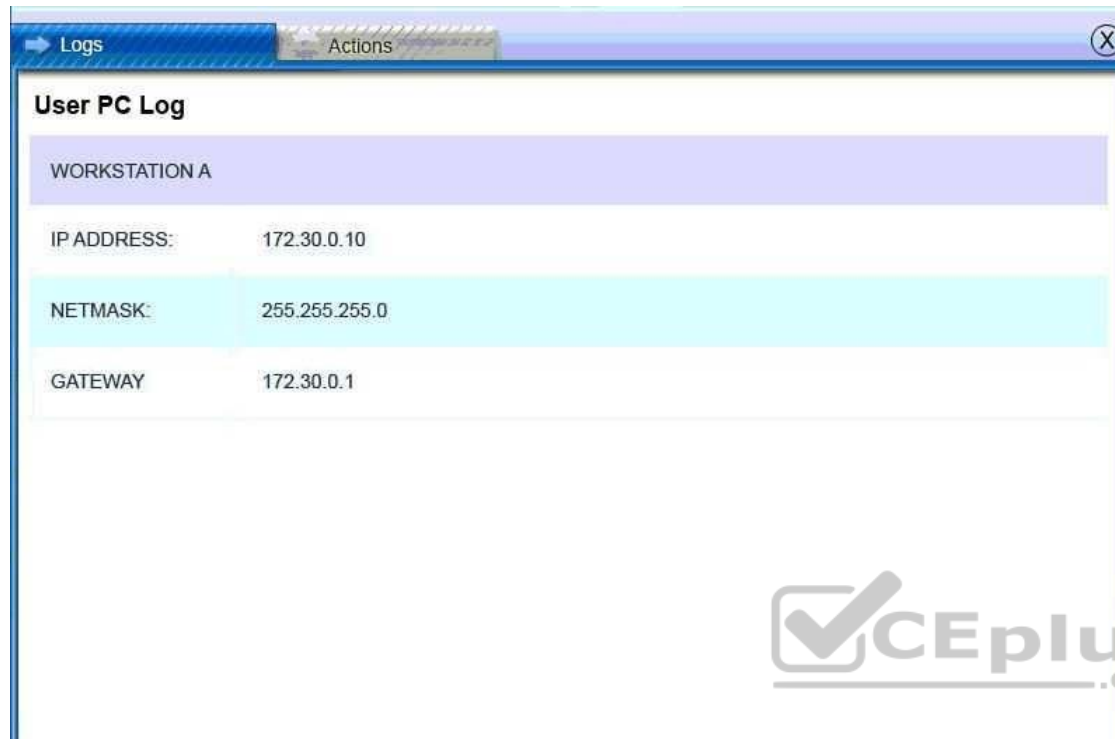 Logs
Actions
X
User PC Log
WORKSTATION A
IP ADDRESS: 172.30.0.10
NETMASK: 255.255.255.0
GATEWAY 172.30.0.1
CEplu